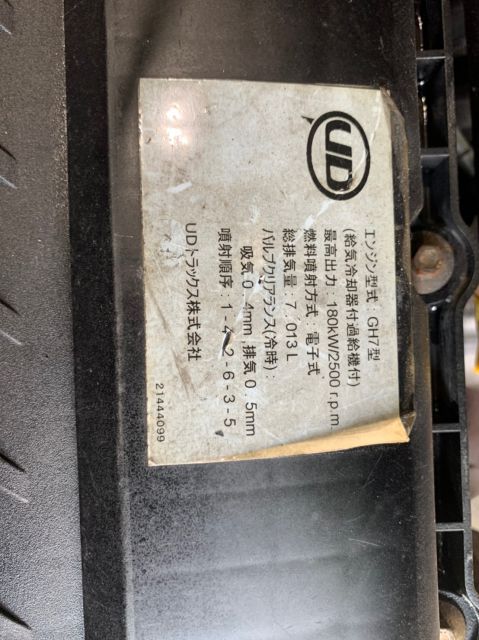 UD
エンジン型式：GH7型
(給気冷却器付過給機付)
最高出力：180kW/2500 r.p.m.
燃料噴射方式：電子式
総排気量：7.013L
バルブクリアランス(冷時)：
吸気0.4mm,排気0.5mm
噴射順序：1-4-2-6-3-5
UDトラックス株式会社
21444099